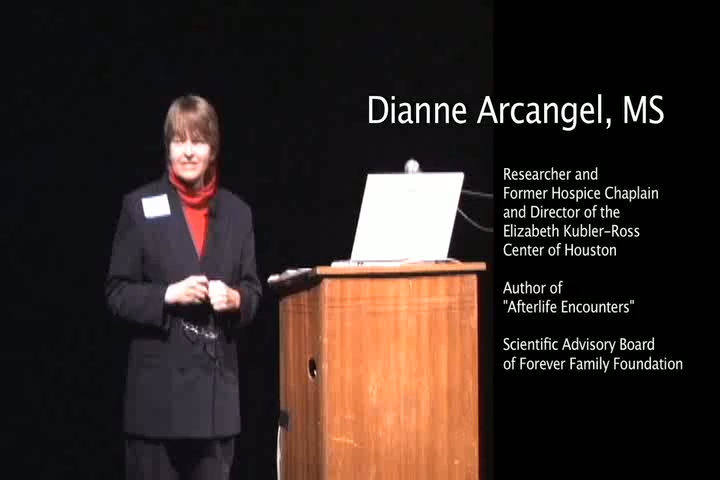 Dianne Arcangel, MS
Researcher and
Former Hospice Chaplain
and Director of the
Elizabeth Kubler-Ross
Center of Houston
Author of
"Afterlife Encounters"
Scientific Advisory Board
of Forever Family Foundation